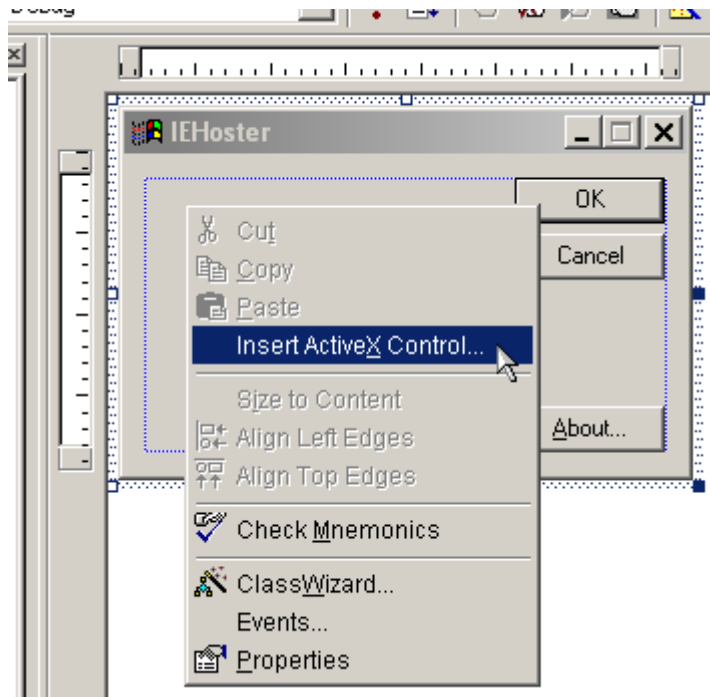 IEHoster
OK
Cut
Cancel
Copy
Paste
Insert ActiveX Control...
Size to Content
About...
Align Left Edges
Align Top Edges
Check Mnemonics
ClassWizard...
Events...
Properties